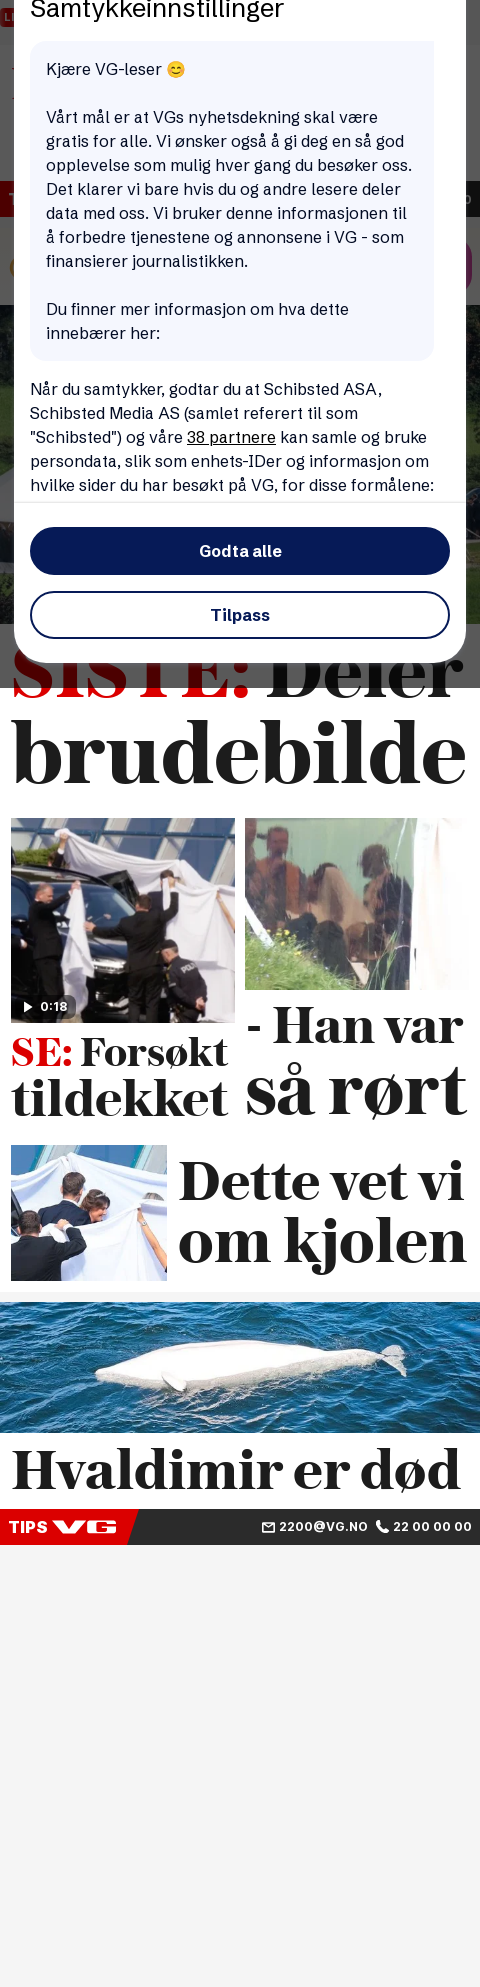 Samtykkeinnstillinger
Kjære VG-leser 😊
Vårt mål er at VGs nyhetsdekning skal være
gratis for alle. Vi ønsker også å gi deg en så god
opplevelse som mulig hver gang du besøker oss.
Det klarer vi bare hvis du og andre lesere deler
data med oss. Vi bruker denne informasjonen til
å forbedre tjenestene og annonsene i VG - som
finansierer journalistikken.
Du finner mer informasjon om hva dette
innebærer her:
Når du samtykker, godtar du at Schibsted ASA,
Schibsted Media AS (samlet referert til som
"Schibsted") og våre 38 partnere kan samle og bruke
persondata, slik som enhets-IDer og informasjon om
hvilke sider du har besøkt på VG, for disse formålene:
Godta alle
Tilpass
SISTE: Deler
brudebilde
0:18
SE: Forsøkt
tildekket
- Han var
så rørt
Dette vet vi
om kjolen
Hvaldimir er død
TIPS VG 2200@VG.NO 22 00 00 00